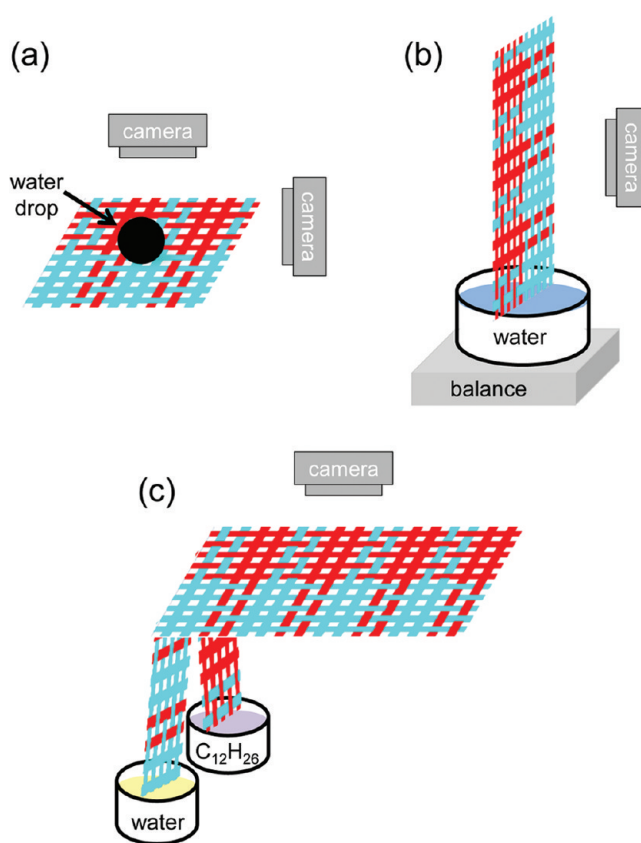 (a)
camera
water
drop
camera
(b)
camera
water
balance
(c)
camera
C₁₂H₂₆
water